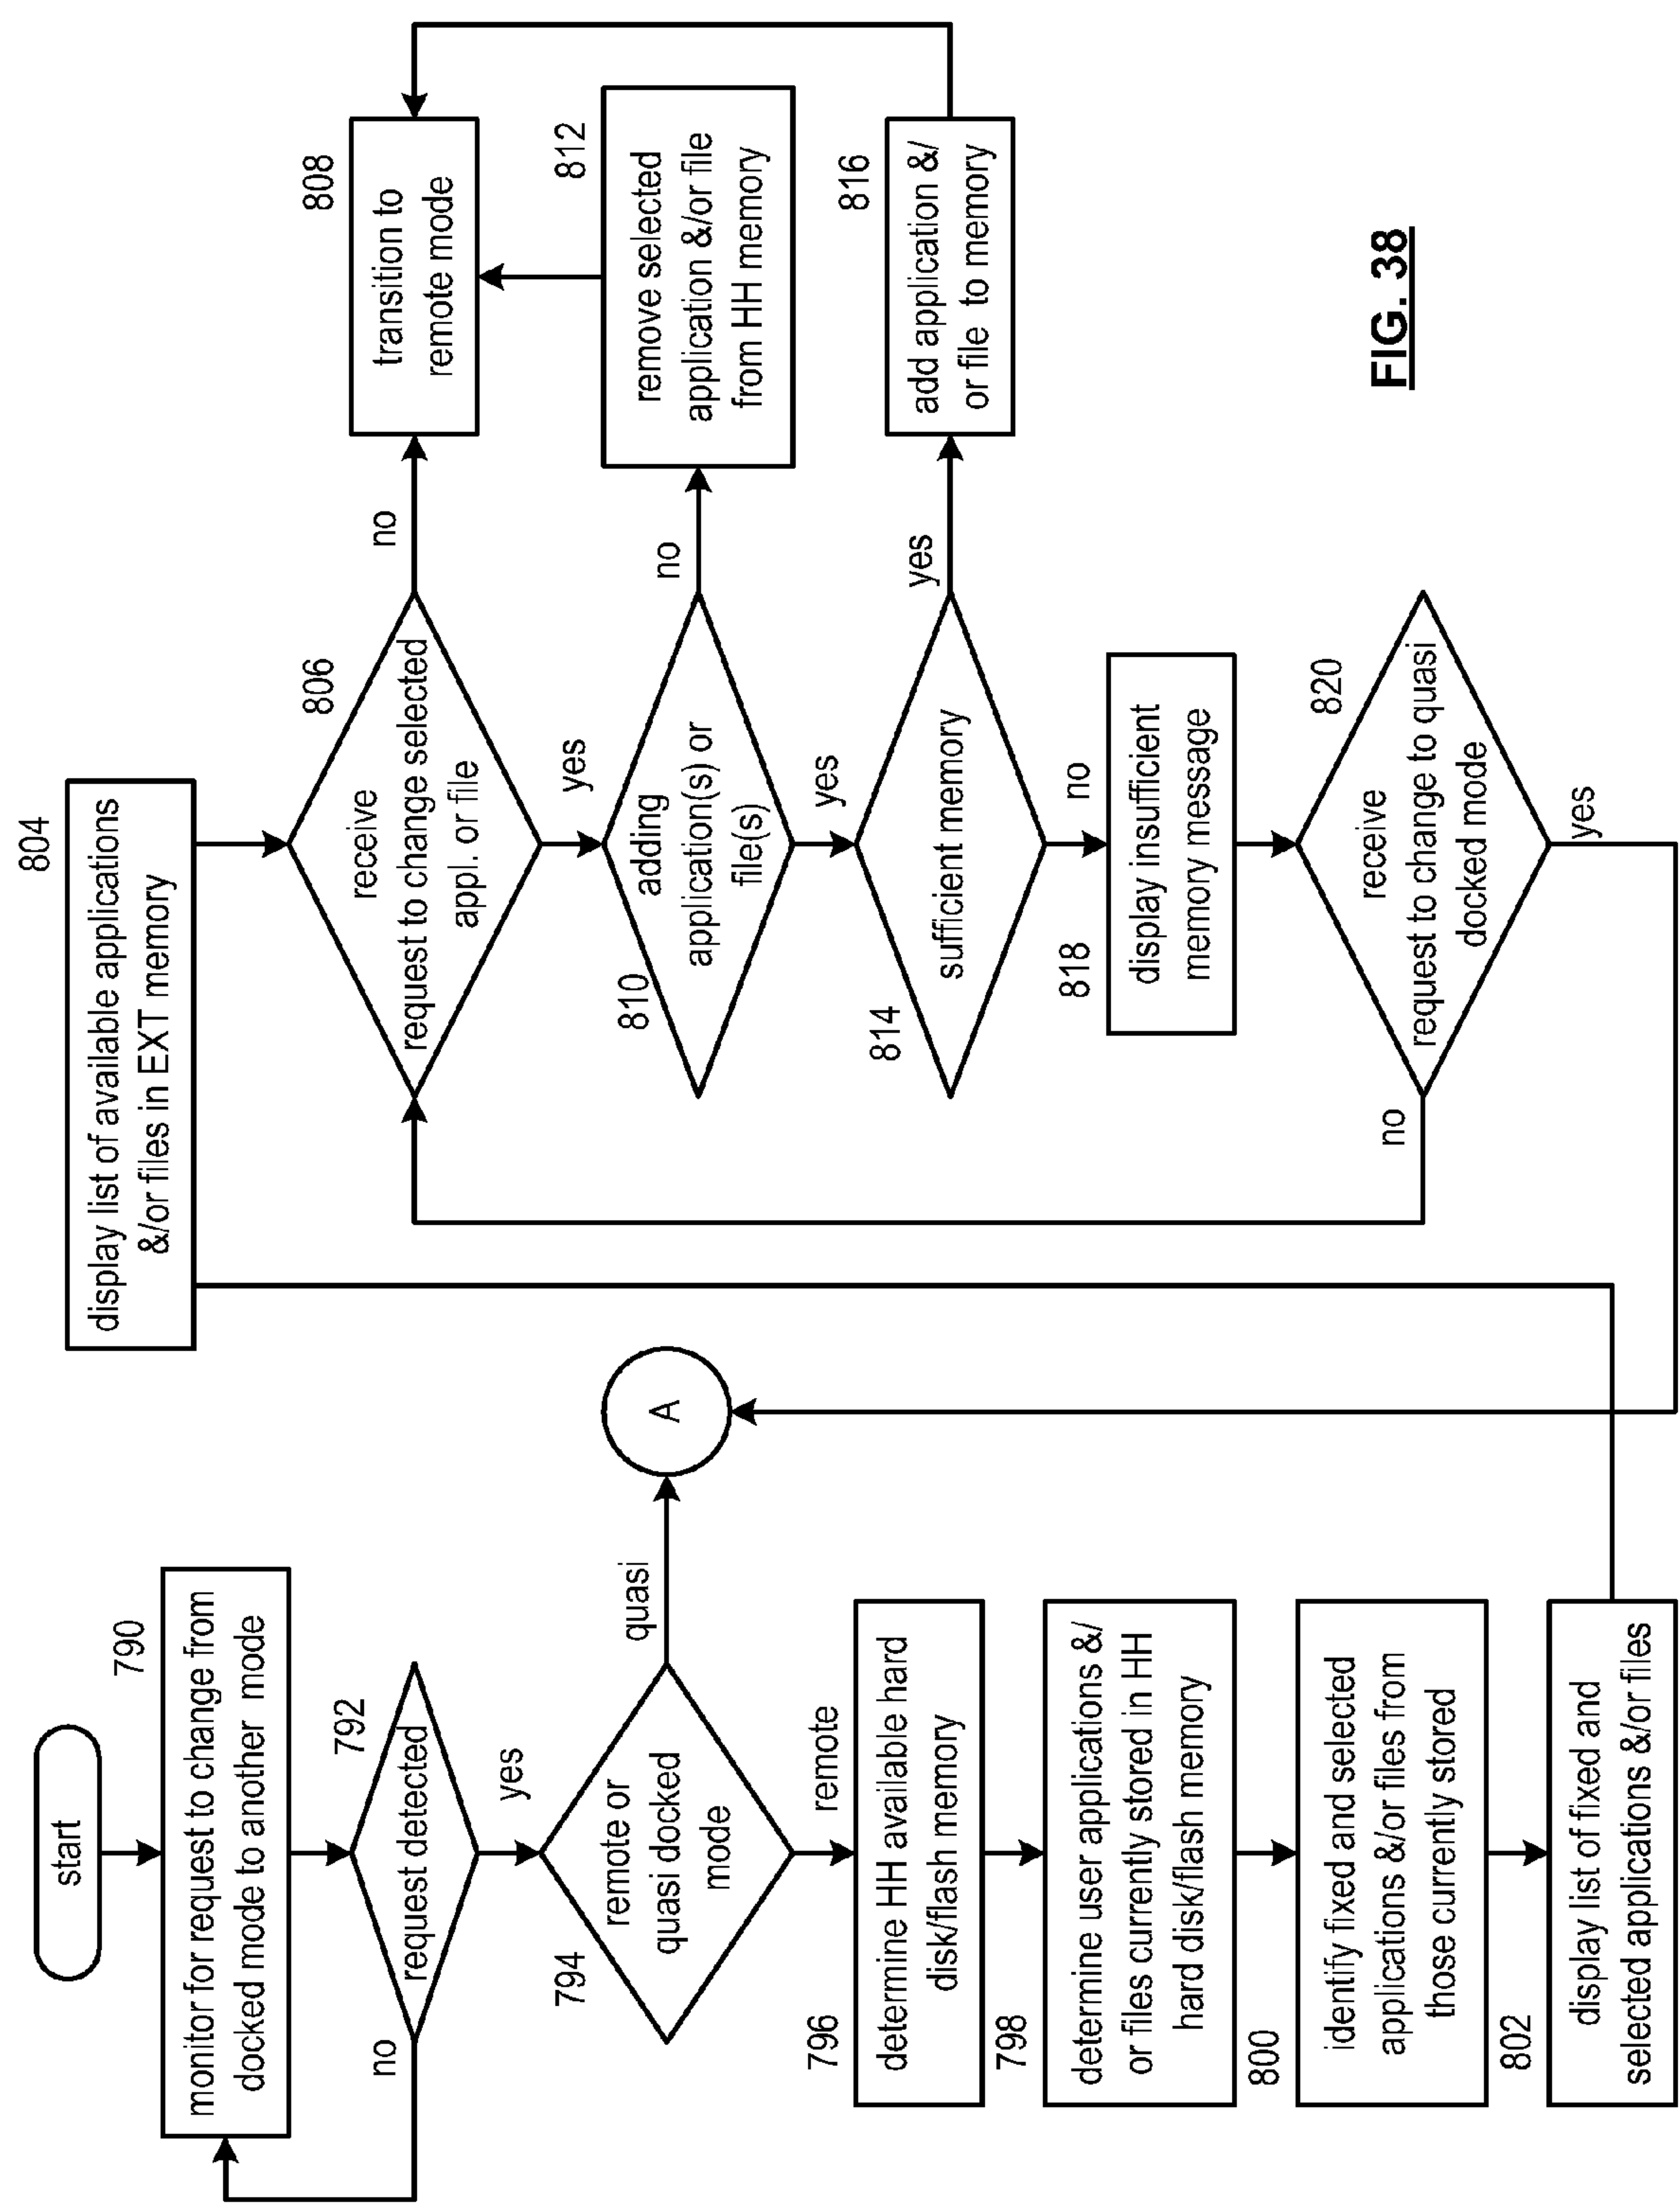 start
790
monitor for request to change from
docked mode to another mode
792
request detected
no
yes
794
remote or
quasi docked
mode
quasi
A
remote
796
determine HH available hard
disk/flash memory
798
determine user applications &/
or files currently stored in HH
hard disk/flash memory
800
identify fixed and selected
applications &/or files from
those currently stored
802
display list of fixed and
selected applications &/or files
804
display list of available applications
&/or files in EXT memory
806
receive
request to change selected
appl. or file
no
808
transition to
remote mode
yes
810
adding
application(s) or
file(s)
no
812
remove selected
application &/or file
from HH memory
yes
814
sufficient memory
yes
816
add application &/
or file to memory
no
818
display insufficient
memory message
820
receive
request to change to quasi
docked mode
no
yes
FIG. 38